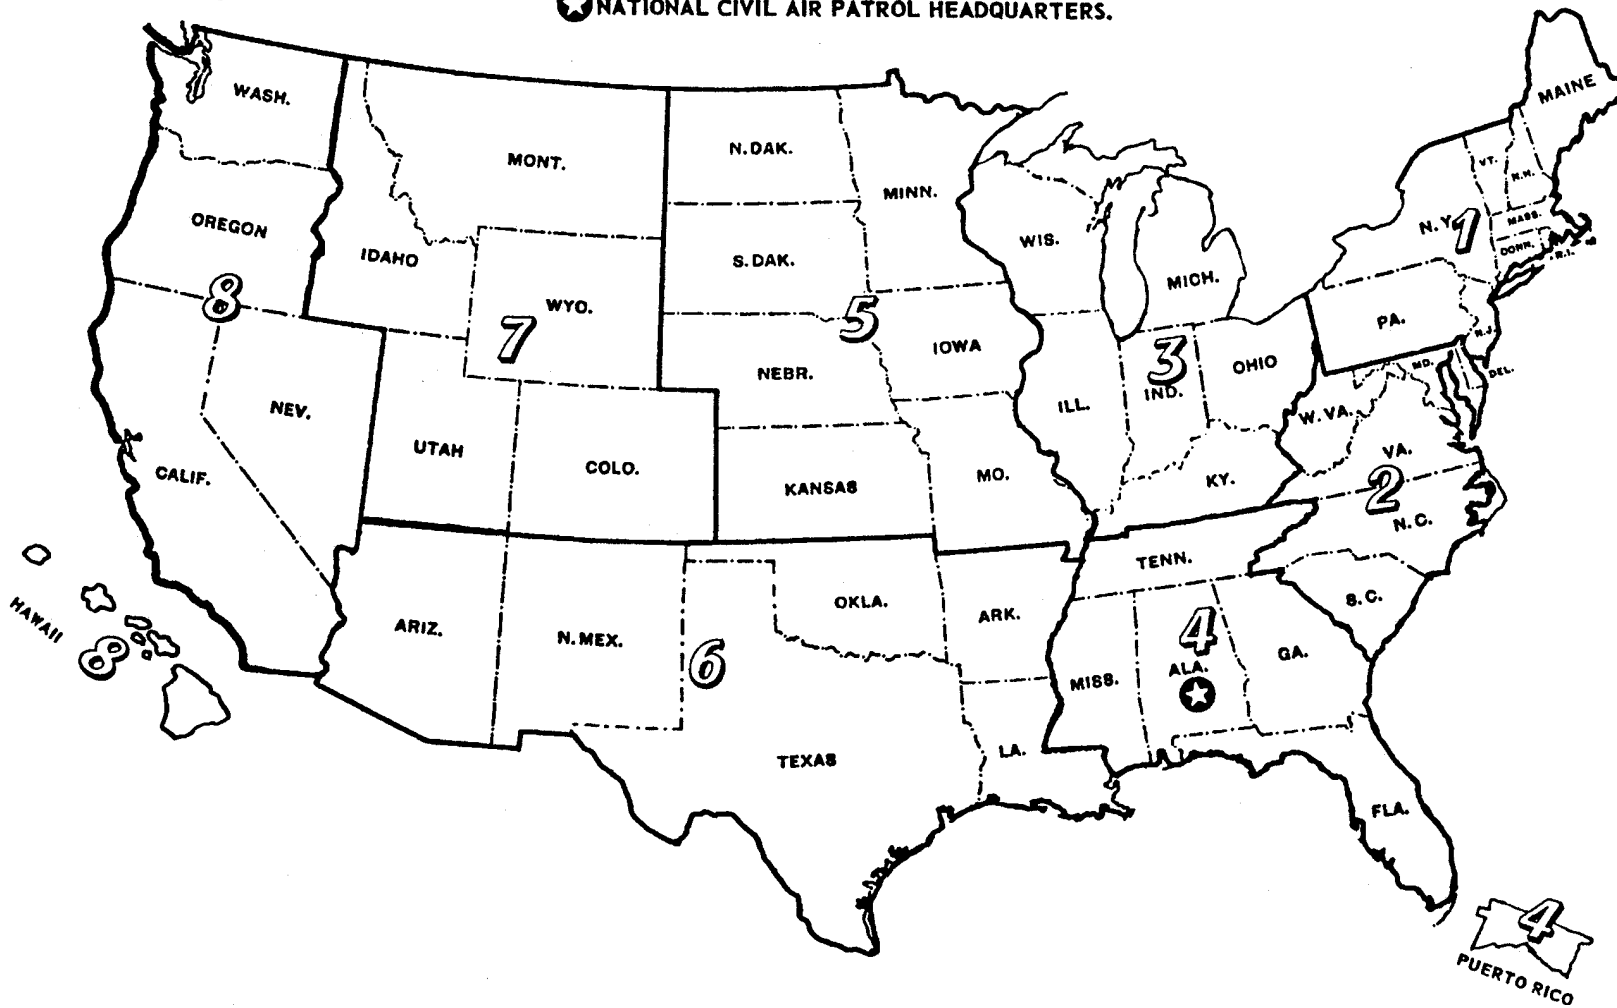 NATIONAL CIVIL AIR PATROL HEADQUARTERS.
WASH.
MONT.
N. DAK.
MINN.
MAINE
VT.
N.H.
OREGON
IDAHO
WYO.
S. DAK.
WIS.
MICH.
N.Y.
1
MASS.
CONN.
R.I.
8
7
5
IOWA
3
IND.
OHIO
PA.
N.J.
MD.
DEL.
NEV.
NEBR.
ILL.
W. VA.
VA.
CALIF.
UTAH
COLO.
KANSAS
MO.
KY.
2
N.C.
HAWAII
8
ARIZ.
N. MEX.
6
OKLA.
ARK.
TENN.
S.C.
4
MISS.
ALA.
GA.
TEXAS
LA.
FLA.
4
PUERTO RICO